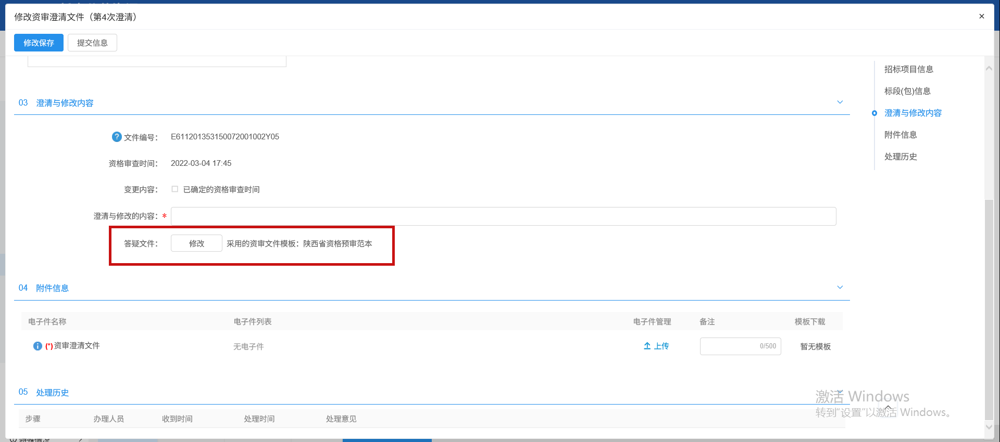 修改资审澄清文件（第4次澄清）
×
修改保存 提交信息
招标项目信息
标段(包)信息
澄清与修改内容
附件信息
处理历史
03 澄清与修改内容
? 文件编号： E611201353150072001002Y05
资格审查时间： 2022-03-04 17:45
变更内容： 已确定的资格审查时间
澄清与修改的内容：*
答疑文件： 修改 采用的资审文件模板：陕西省资格预审范本
04 附件信息
电子件名称 电子件列表 电子件管理 备注 模板下载
i (*)资审澄清文件 无电子件 上传 0/500 暂无模板
05 处理历史
步骤 办理人员 收到时间 处理时间 处理意见
激活 Windows
转到“设置”以激活 Windows。